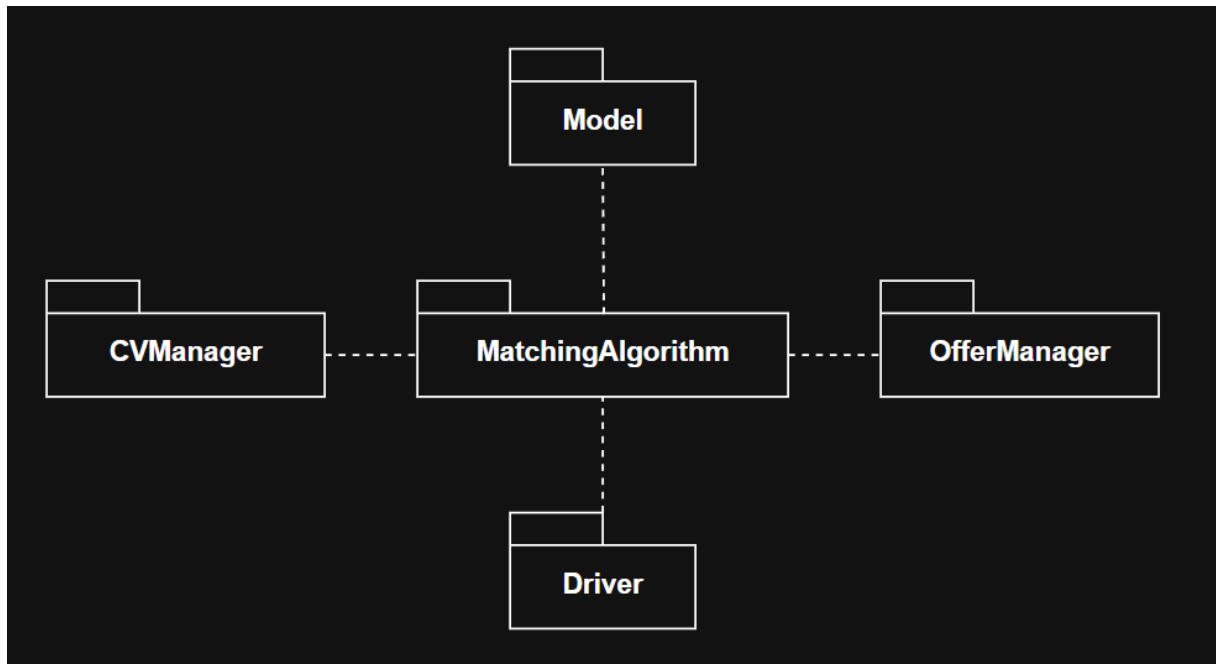 Model
CVManager
MatchingAlgorithm
OfferManager
Driver